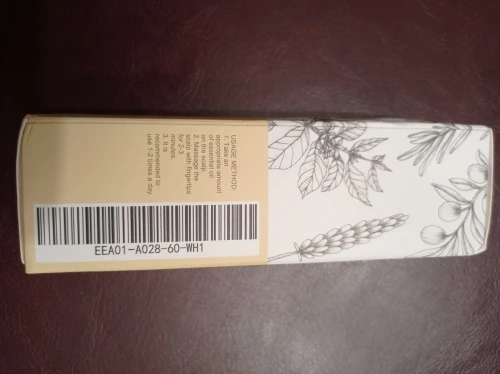 USAGE METHOD:
1. Take an
appropriate amount
of essential oil
on the scalp.
2. Massage the
scalp with fingertips
for 2-3
minutes.
3. It is
recommended to
use 1-2 times a day.
EEA01-A028-60-WH1